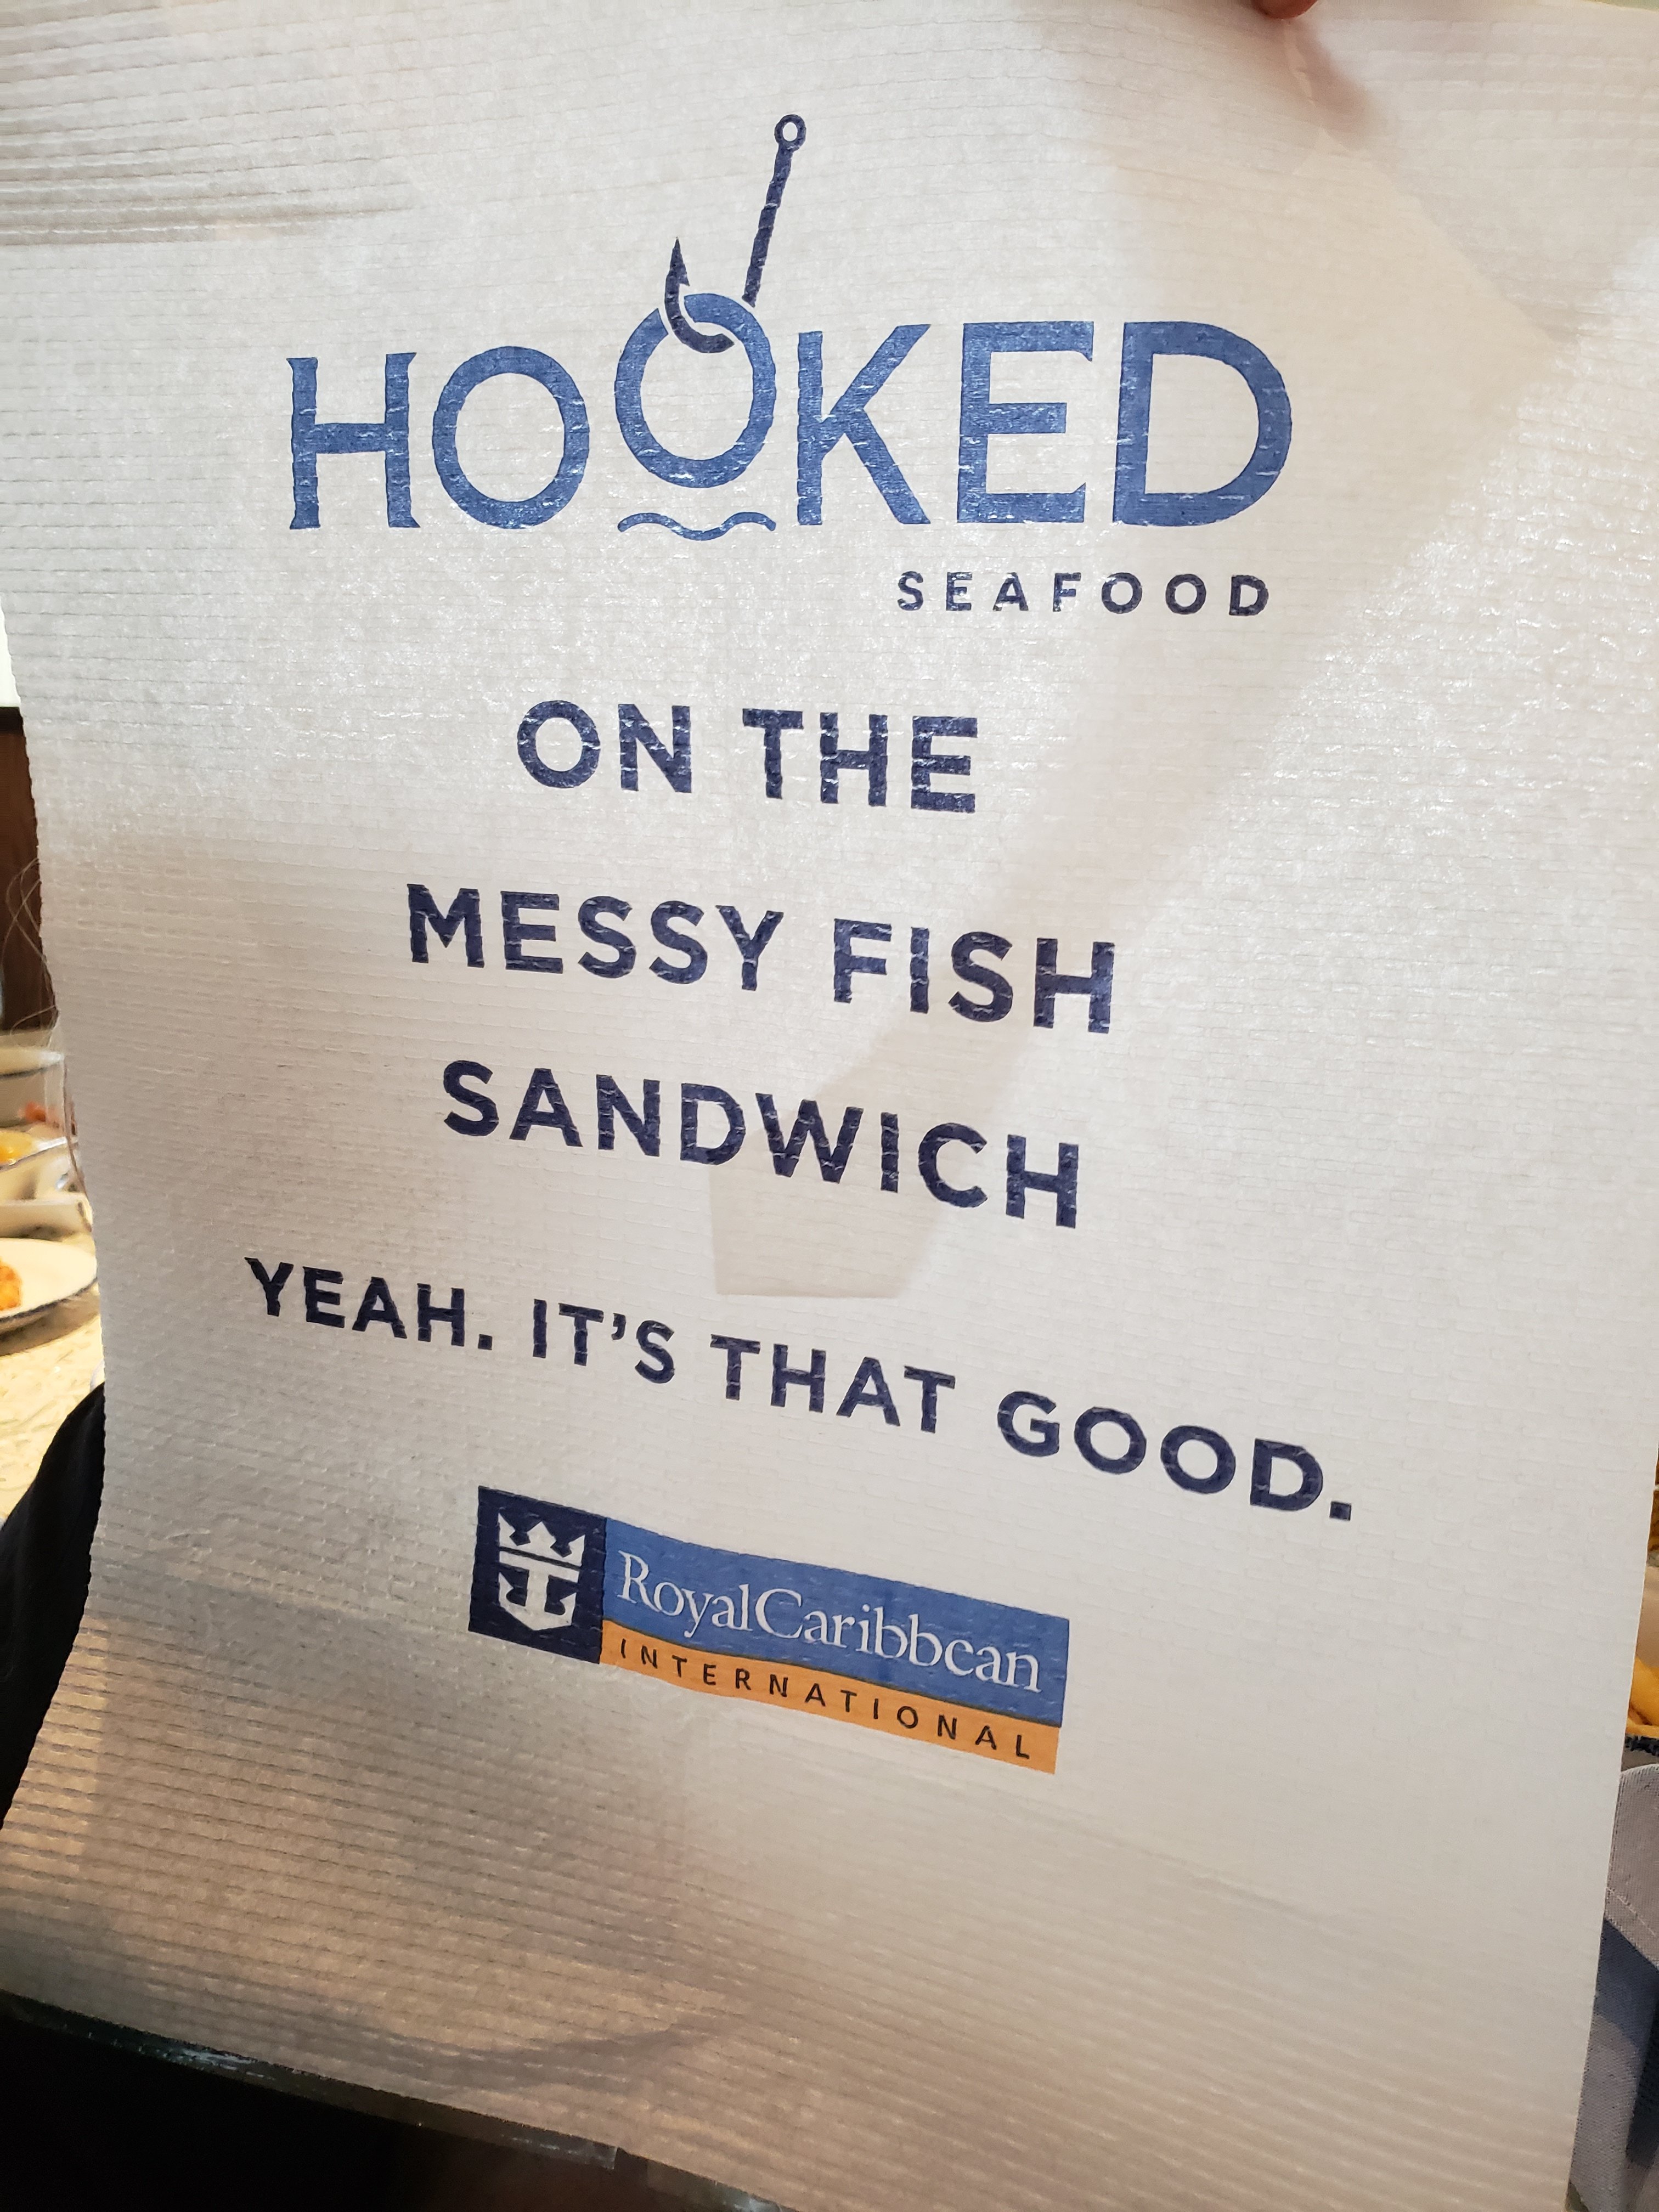 HOOKED
SEAFOOD
ON THE
MESSY FISH
SANDWICH
YEAH. IT'S THAT GOOD.
RoyalCaribbean
INTERNATIONAL